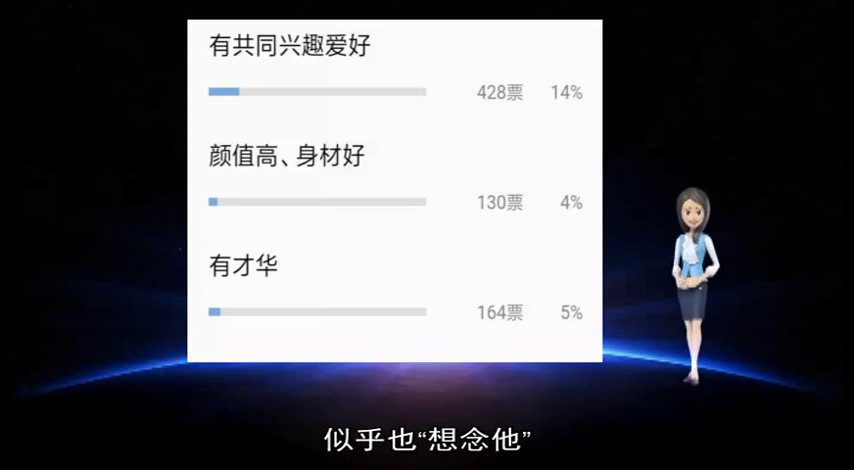 有共同兴趣爱好
428票 14%
颜值高、身材好
130票 4%
有才华
164票 5%
似乎也“想念他”